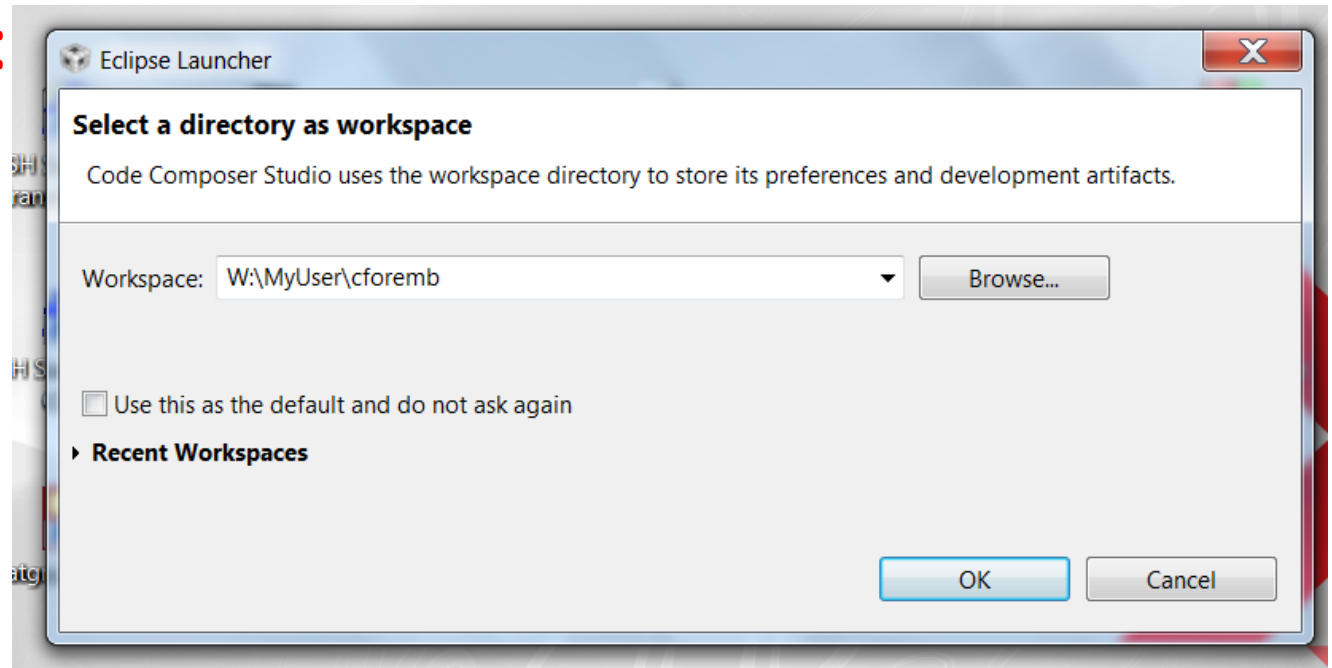 Eclipse Launcher
Select a directory as workspace
Code Composer Studio uses the workspace directory to store its preferences and development artifacts.
Workspace: W:\MyUser\cforemb Browse...
Use this as the default and do not ask again
Recent Workspaces
OK Cancel